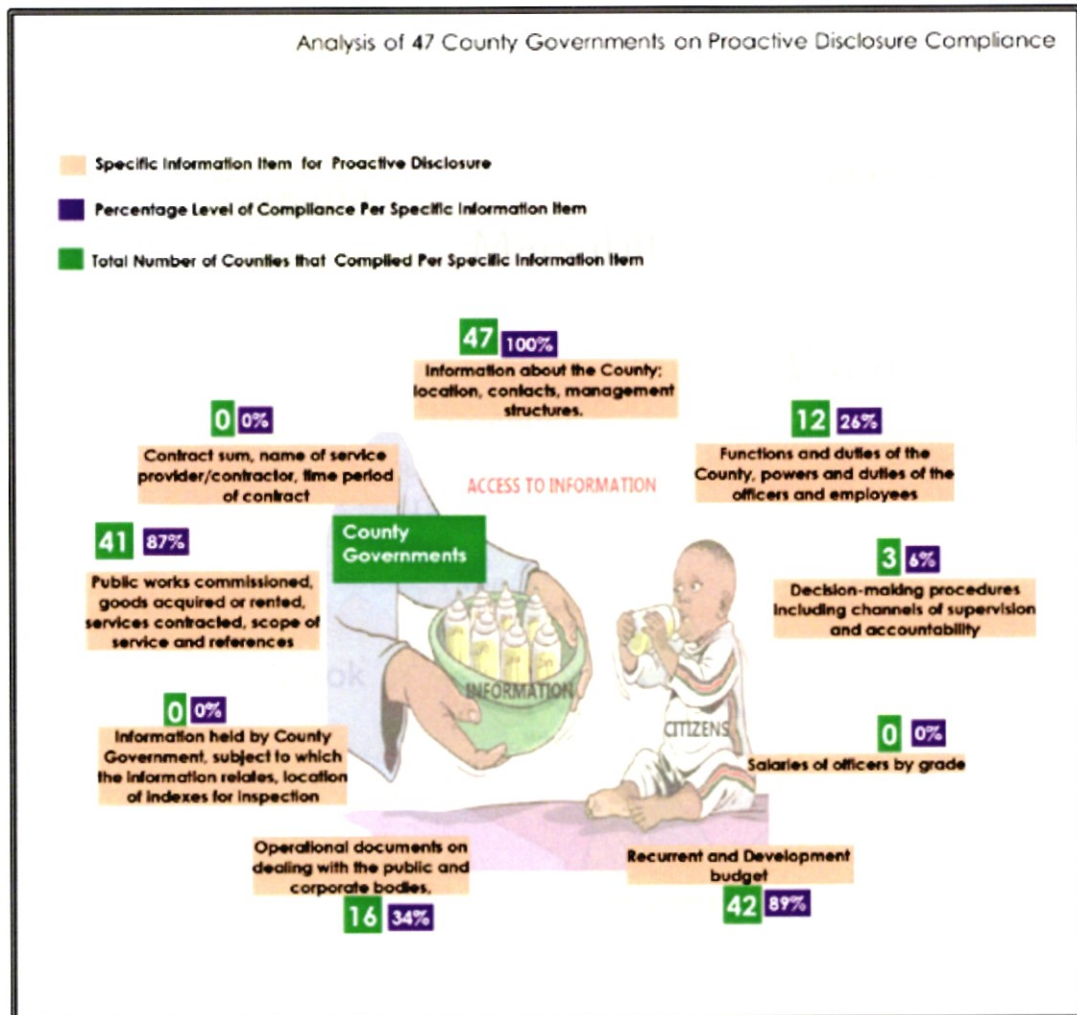 Analysis of 47 County Governments on Proactive Disclosure Compliance
Specific Information Item for Proactive Disclosure
Percentage Level of Compliance Per Specific Information Item
Total Number of Counties that Complied Per Specific Information Item
47 100%
Information about the County;
location, contacts, management
structures.
0 0%
Contract sum, name of service
provider/contractor, time period
of contract
12 26%
Functions and duties of the
County, powers and duties of the
officers and employees
ACCESS TO INFORMATION
County
Governments
41 87%
Public works commissioned,
goods acquired or rented,
services contracted, scope of
service and references
3 6%
Decision-making procedures
including channels of supervision
and accountability
INFORMATION
CITIZENS
0 0%
Information held by County
Government, subject to which
the information relates, location
of indexes for inspection
0 0%
Salaries of officers by grade
Operational documents on
dealing with the public and
corporate bodies,
16 34%
Recurrent and Development
budget
42 89%